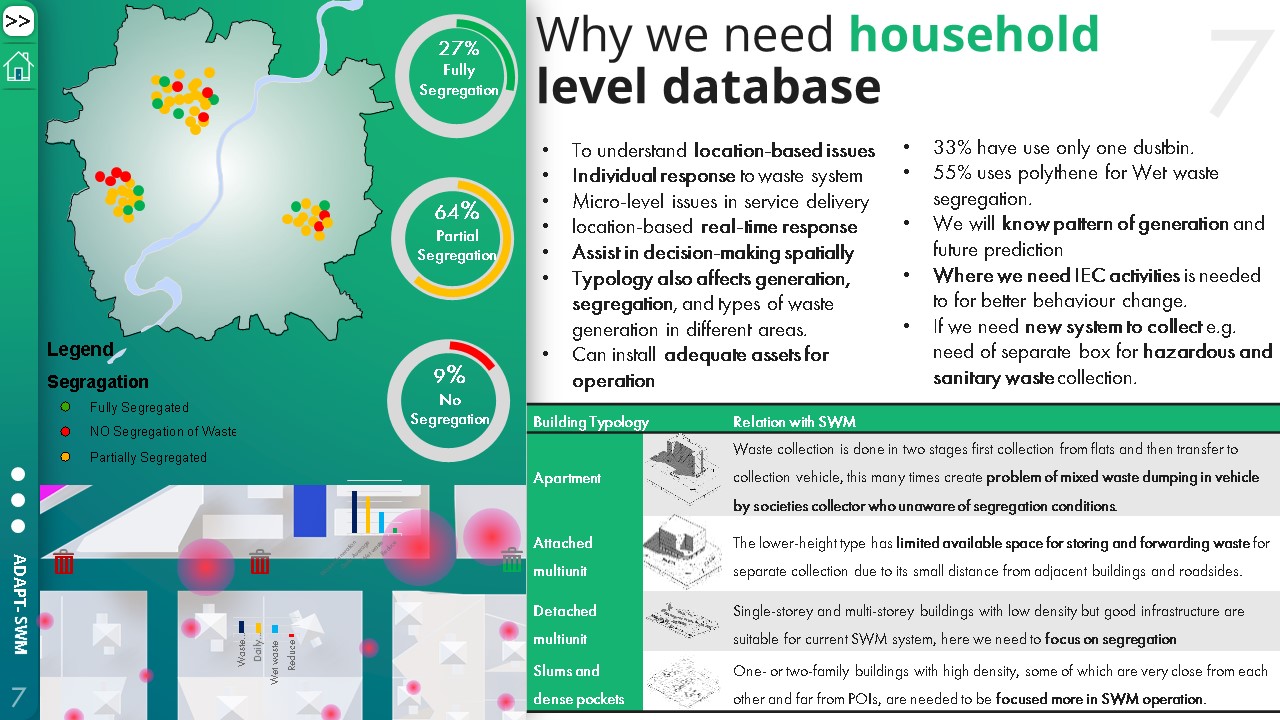 >>
27%
Fully
Segregation
64%
Partial
Segregation
9%
No
Segregation
Legend
Segragation
Fully Segregated
NO Segregation of Waste
Partially Segregated
Waste..
Daily..
Wet waste
Reduce
ADAPT- SWM
7
Why we need household
level database
7
• To understand location-based issues
• Individual response to waste system
• Micro-level issues in service delivery
• location-based real-time response
• Assist in decision-making spatially
• Typology also affects generation,
segregation, and types of waste
generation in different areas.
• Can install adequate assets for
operation
• 33% have use only one dustbin.
• 55% uses polythene for Wet waste
segregation.
• We will know pattern of generation and
future prediction
• Where we need IEC activities is needed
to for better behaviour change.
• If we need new system to collect e.g.
need of separate box for hazardous and
sanitary waste collection.
Building Typology
Relation with SWM
Apartment
Waste collection is done in two stages first collection from flats and then transfer to
collection vehicle, this many times create problem of mixed waste dumping in vehicle
by societies collector who unaware of segregation conditions.
Attached
multiunit
The lower-height type has limited available space for storing and forwarding waste for
separate collection due to its small distance from adjacent buildings and roadsides.
Detached
multiunit
Single-storey and multi-storey buildings with low density but good infrastructure are
suitable for current SWM system, here we need to focus on segregation
Slums and
dense pockets
One- or two-family buildings with high density, some of which are very close from each
other and far from POIs, are needed to be focused more in SWM operation.